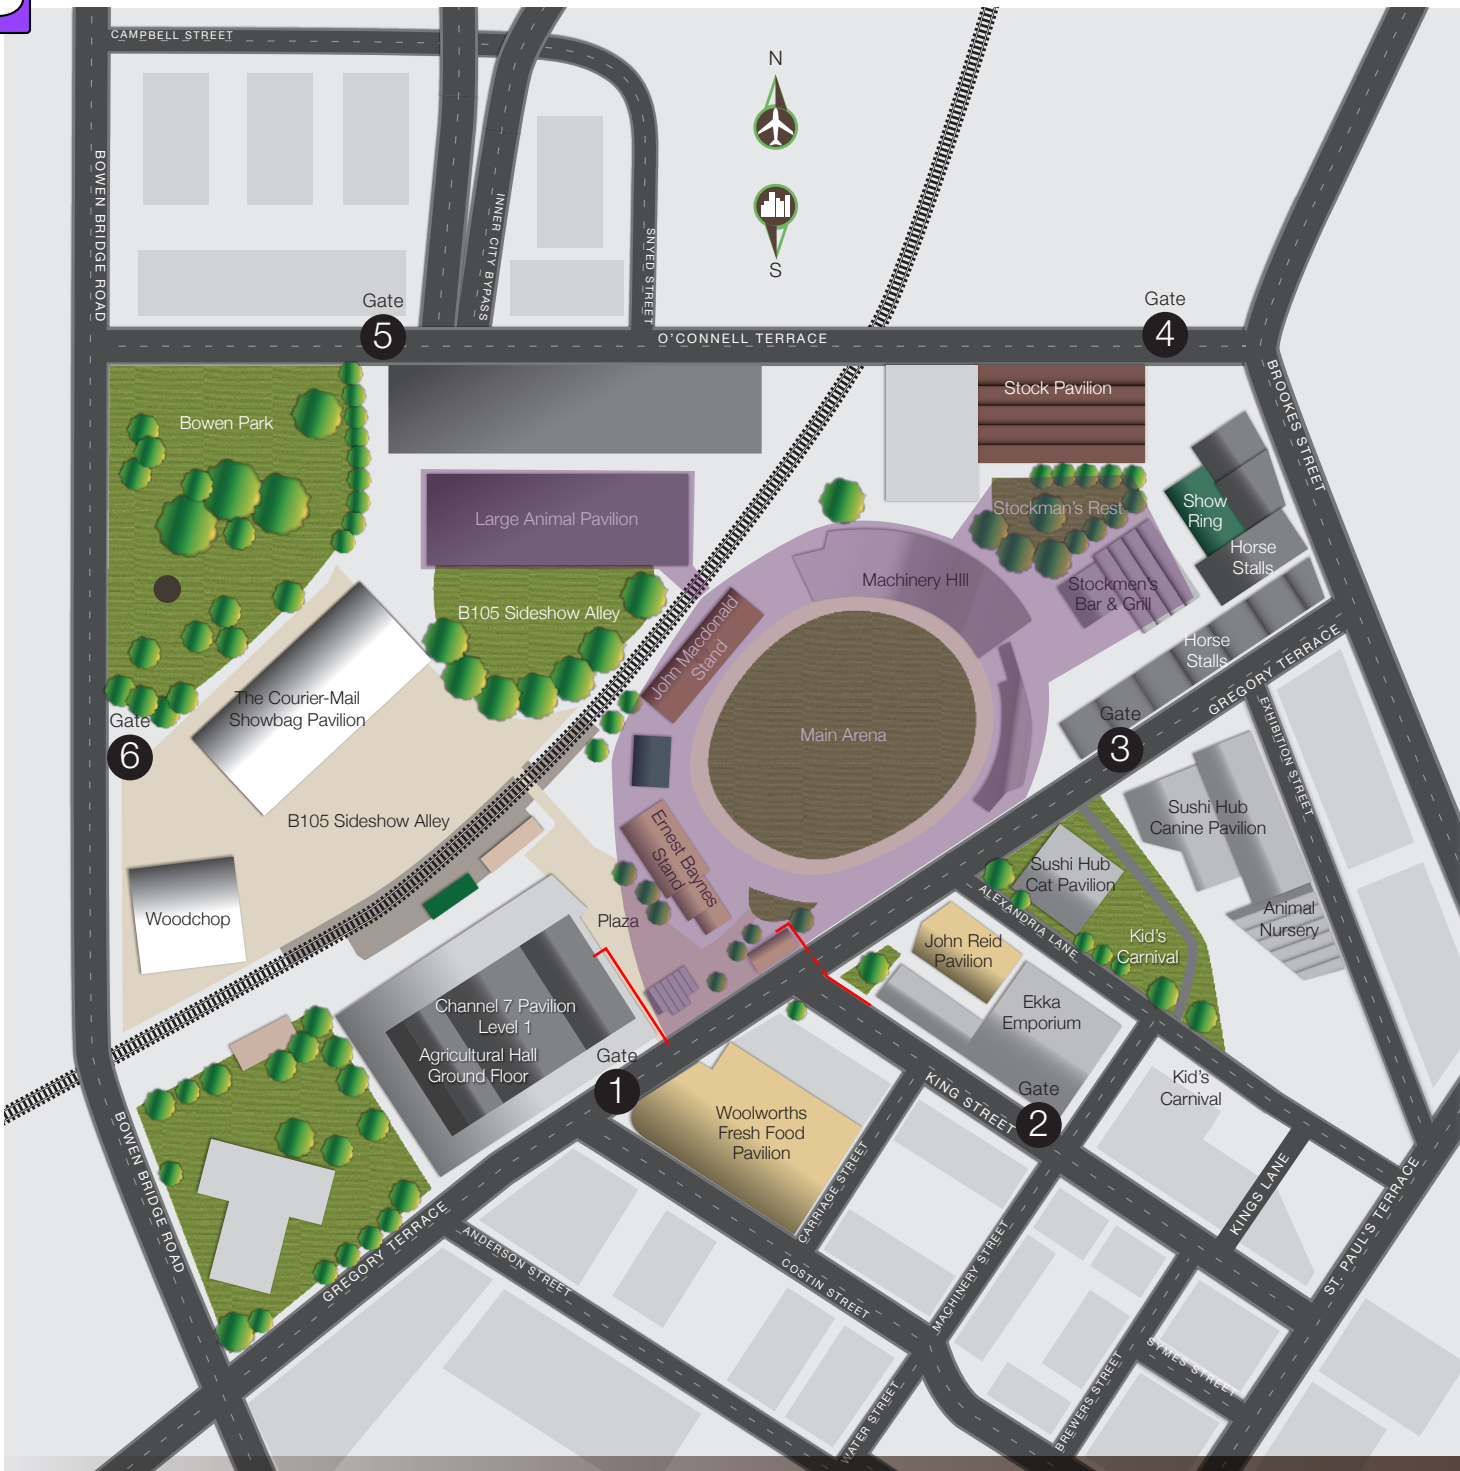 CAMPBELL STREET
N
S
BOWEN BRIDGE ROAD
INNER CITY BYPASS
SNYED STREET
Gate
5
O'CONNELL TERRACE
Gate
4
BROOKES STREET
Bowen Park
Stock Pavilion
Large Animal Pavilion
Stockman's Rest
Show
Ring
Horse
Stalls
Machinery HIll
Stockmen's
Bar & Grill
B105 Sideshow Alley
John Macdonald
Stand
Horse
Stalls
GREGORY TERRACE
The Courier-Mail
Showbag Pavilion
Gate
6
Main Arena
Gate
3
EXHIBITION STREET
B105 Sideshow Alley
Ernest Baynes
Stand
Sushi Hub
Canine Pavilion
Sushi Hub
Cat Pavilion
Woodchop
Plaza
ALEXANDRIA LANE
Animal
Nursery
John Reid
Pavilion
Kid's
Carnival
Channel 7 Pavilion
Level 1
Agricultural Hall
Ground Floor
Ekka
Emporium
Gate
1
KING STREET
Gate
2
Kid's
Carnival
Woolworths
Fresh Food
Pavilion
BOWEN BRIDGE ROAD
CARRIAGE STREET
KINGS LANE
ST. PAUL'S TERRACE
GREGORY TERRACE
ANDERSON STREET
COSTIN STREET
MACHINERY STREET
SYMES STREET
WATER STREET
BREWERS STREET